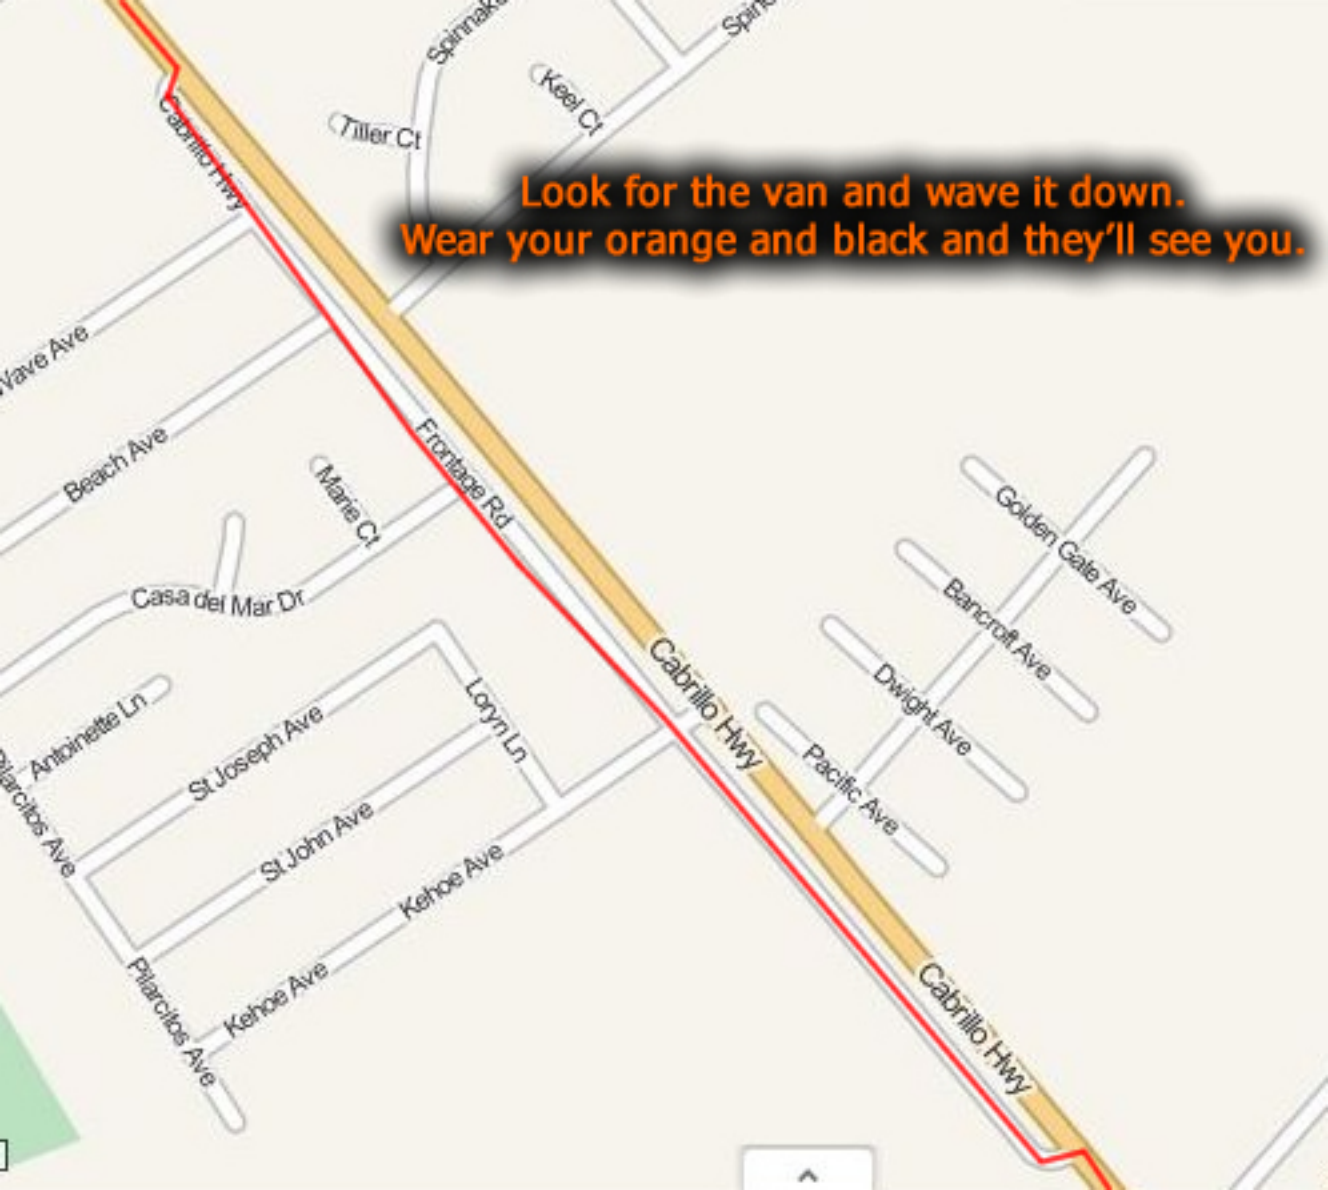 Spinnak
Keel Ct
Tiller Ct
Cabrillo Hwy
Look for the van and wave it down.
Wear your orange and black and they'll see you.
Wave Ave
Beach Ave
Frontage Rd
Marie Ct
Golden Gate Ave
Bancroft Ave
Casa del Mar Dr
Dwight Ave
Cabrillo Hwy
Loryn Ln
Antoinette Ln
St Joseph Ave
Pacific Ave
Pilarcitos Ave
St John Ave
Kehoe Ave
Kehoe Ave
Pilarcitos Ave
Cabrillo Hwy